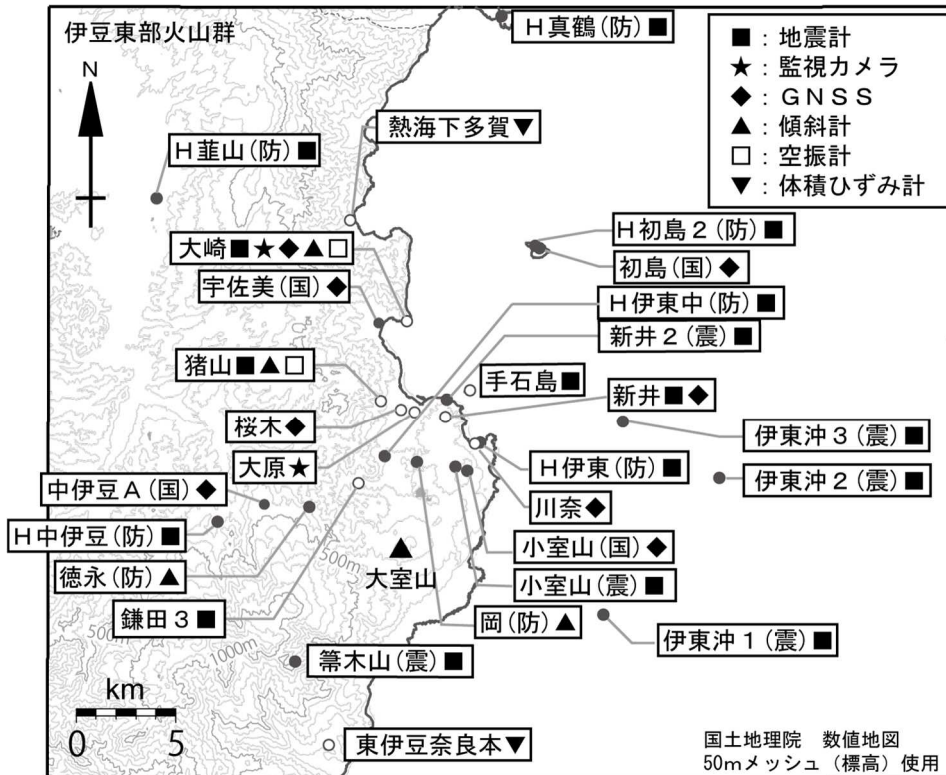 伊豆東部火山群
N
H真鶴(防)■
■：地震計
★：監視カメラ
◆：GNSS
▲：傾斜計
□：空振計
▼：体積ひずみ計
熱海下多賀▼
H韮山(防)■
H初島2(防)■
大崎■★◆▲□
初島(国)◆
宇佐美(国)◆
H伊東中(防)■
新井2(震)■
猪山■▲□
手石島■
新井■◆
桜木◆
伊東沖3(震)■
大原★
H伊東(防)■
伊東沖2(震)■
中伊豆A(国)◆
川奈◆
H中伊豆(防)■
500m
小室山(国)◆
徳永(防)▲
大室山
小室山(震)■
鎌田3■
岡(防)▲
500m
1000m
伊東沖1(震)■
箒木山(震)■
km
0 5
東伊豆奈良本▼
国土地理院 数値地図
50mメッシュ(標高)使用